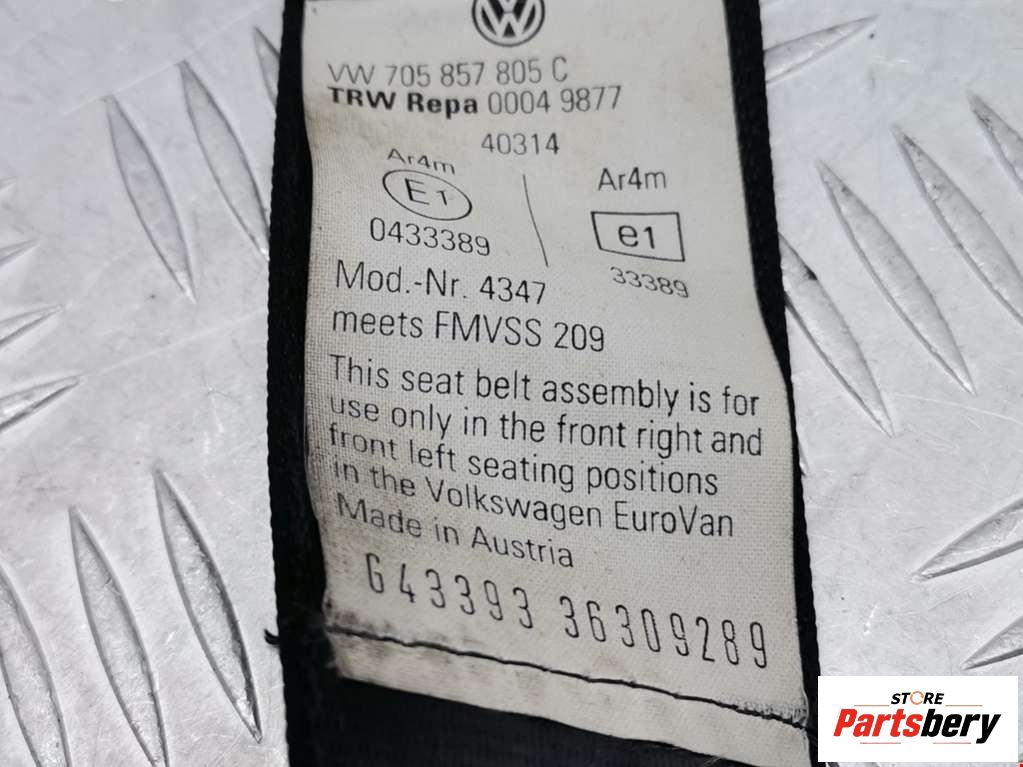 VW 705 857 805 C
TRW Repa 0004 9877
40314
Ar4m
E1
0433389
Ar4m
e1
33389
Mod.-Nr. 4347
meets FMVSS 209
This seat belt assembly is for
use only in the front right and
front left seating positions
in the Volkswagen EuroVan
Made in Austria
G43393 36309289
STORE
Partsbery